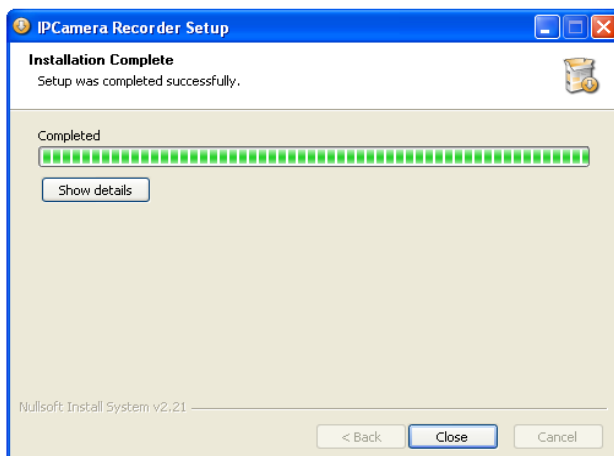 IPCamera Recorder Setup
Installation Complete
Setup was completed successfully.
Completed
Show details
Nullsoft Install System v2.21
< Back
Close
Cancel